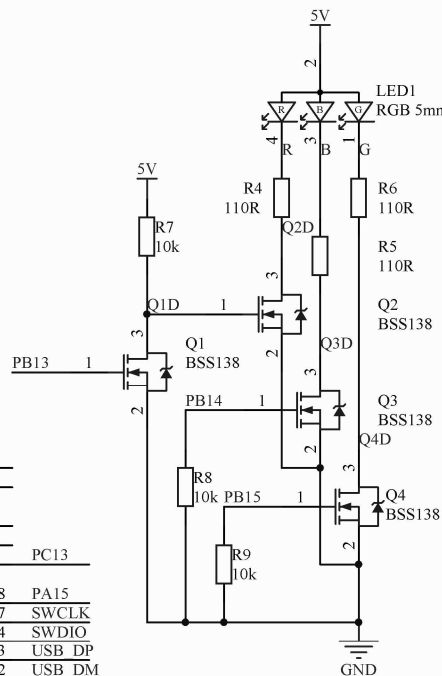 5V
2
LED1
RGB 5mm
R
B
G
4
R
3
B
1
G
5V
R4
110R
R6
110R
R7
10k
Q2D
R5
110R
3
Q1D
1
Q2
BSS138
3
Q1
BSS138
2
Q3D
PB13
1
3
PB14
1
Q3
BSS138
2
2
Q4D
R8
10k
3
PB15
1
Q4
BSS138
2
R9
10k
PC13
8 PA15
7 SWCLK
4 SWDIO
3 USB_DP
2 USB_DM
GND